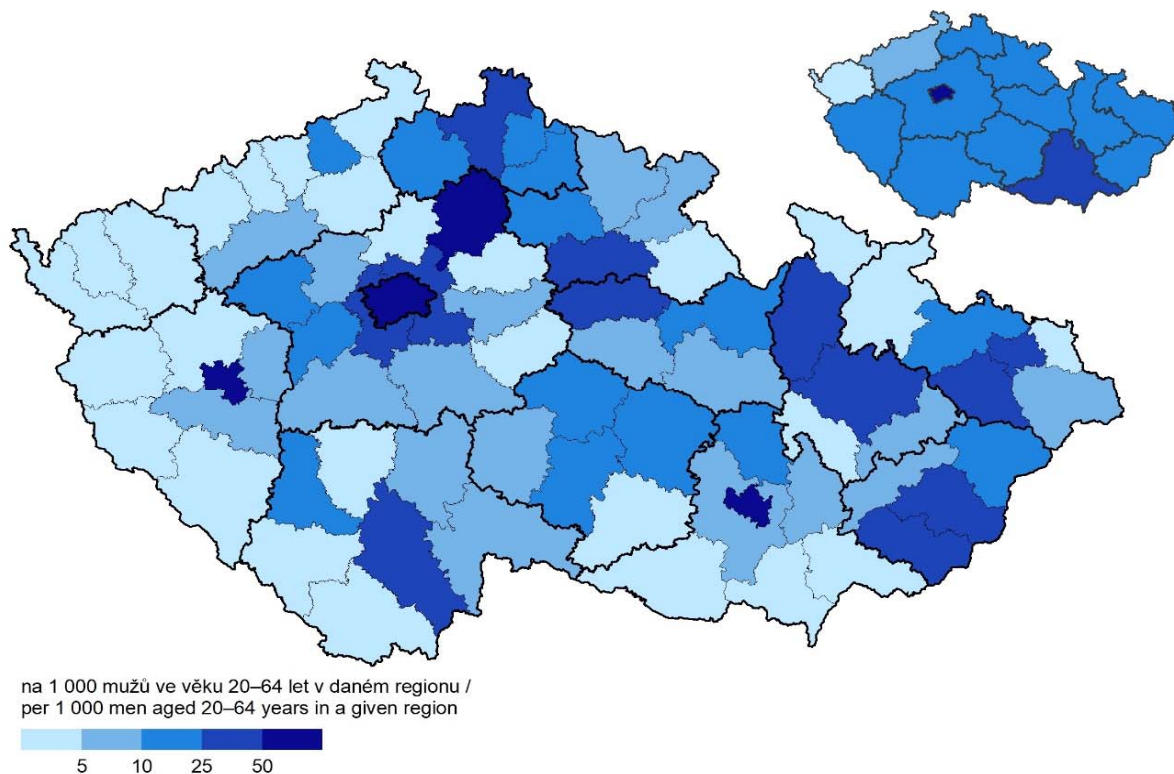 na 1 000 mužů ve věku 20–64 let v daném regionu /
per 1 000 men aged 20–64 years in a given region
5 10 25 50